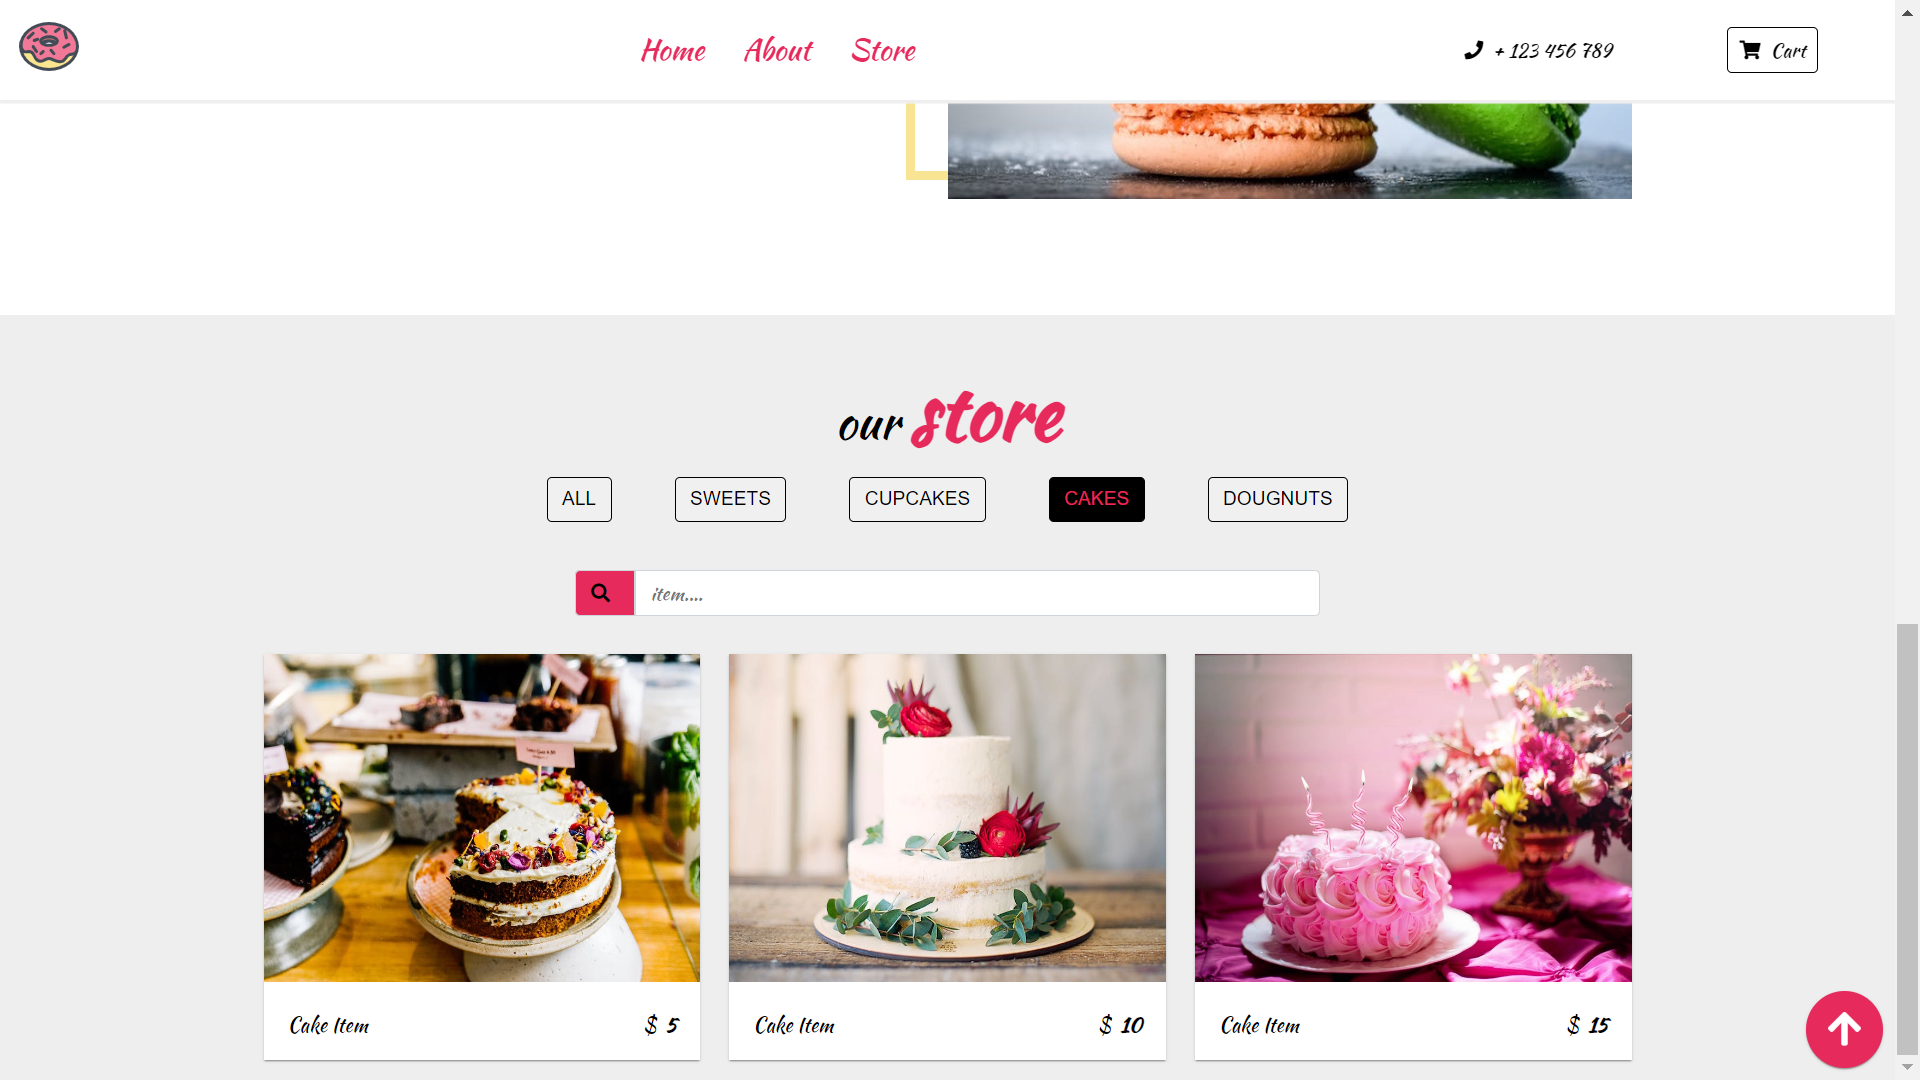 Home About Store + 123 456 789 Cart
our store
ALL SWEETS CUPCAKES CAKES DOUGNUTS
item....
Cake Item $ 5
Cake Item $ 10
Cake Item $ 15